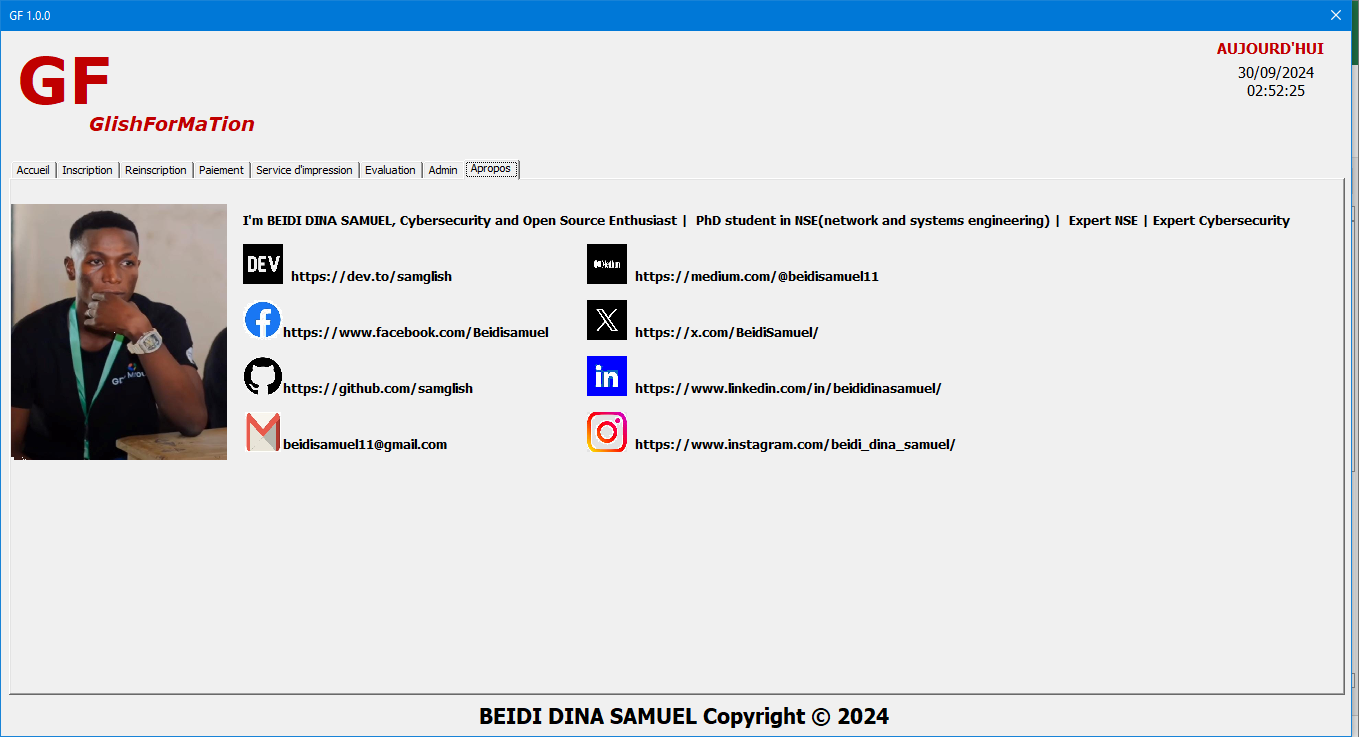 GF 1.0.0
GF
GlishForMaTion
AUJOURD'HUI
30/09/2024
02:52:25
Accueil
Inscription
Reinscription
Paiement
Service d'impression
Evaluation
Admin
Apropos
I'm BEIDI DINA SAMUEL, Cybersecurity and Open Source Enthusiast | PhD student in NSE(network and systems engineering) | Expert NSE | Expert Cybersecurity
DEV
https://dev.to/samglish
Medium
https://medium.com/@beidisamuel11
https://www.facebook.com/Beidisamuel
https://x.com/BeidiSamuel/
https://github.com/samglish
in
https://www.linkedin.com/in/beididinasamuel/
beidisamuel11@gmail.com
https://www.instagram.com/beidi_dina_samuel/
BEIDI DINA SAMUEL Copyright © 2024